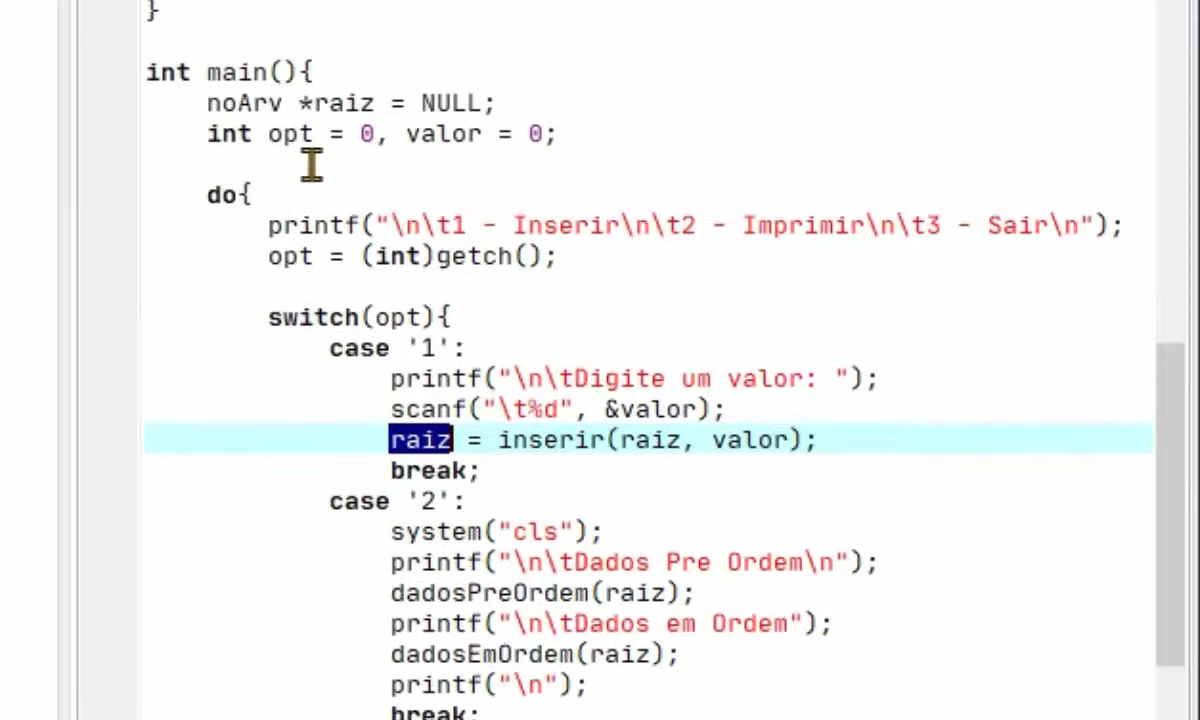 }
int main(){
noArv *raiz = NULL;
int opt = 0, valor = 0;
do{
printf("\n\t1 - Inserir\n\t2 - Imprimir\n\t3 - Sair\n");
opt = (int)getch();
switch(opt){
case '1':
printf("\n\tDigite um valor: ");
scanf("\t%d", &valor);
raiz = inserir(raiz, valor);
break;
case '2':
system("cls");
printf("\n\tDados Pre Ordem\n");
dadosPreOrdem(raiz);
printf("\n\tDados em Ordem");
dadosEmOrdem(raiz);
printf("\n");
break;